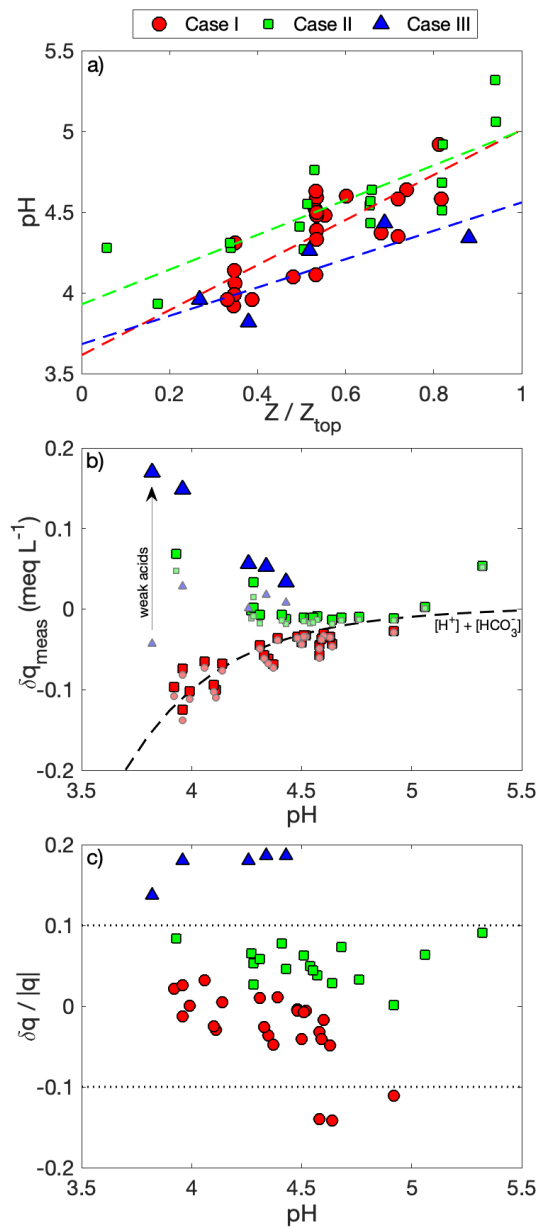 Case I Case II Case III
a)
pH
5.5
5
4.5
4
3.5
0 0.2 0.4 0.6 0.8 1
Z / Z_top
b)
δq_meas (meq L⁻¹)
0.2
0.1
0
-0.1
-0.2
weak acids
[H⁺] + [HCO₃⁻]
3.5 4 4.5 5 5.5
pH
c)
δq / |q|
0.2
0.1
0
-0.1
-0.2
3.5 4 4.5 5 5.5
pH